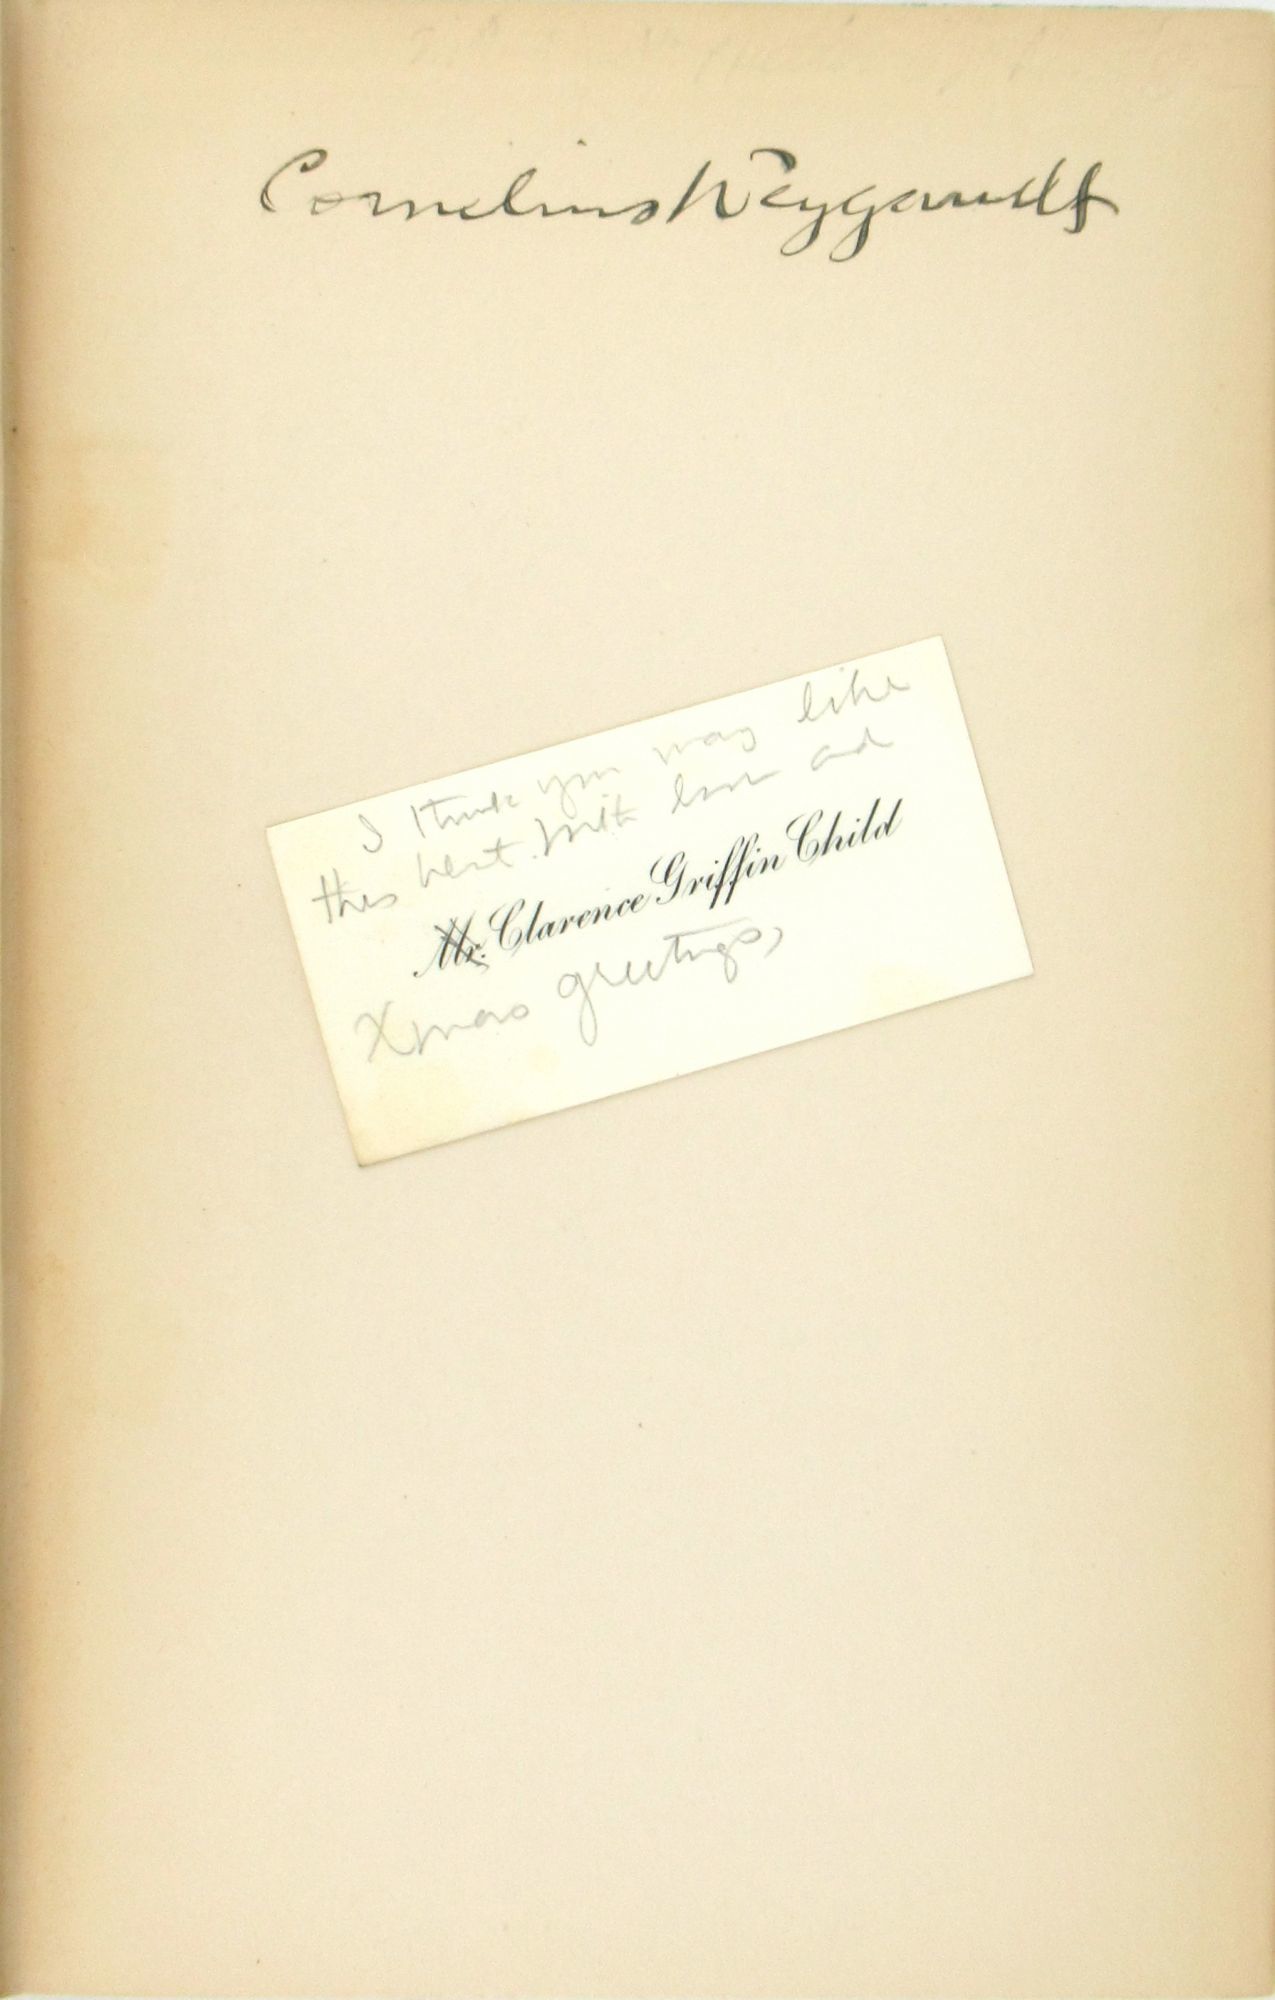 Cornelius Weygandt
I think you may like
this best. With love and
Mr. Clarence Griffin Child
Xmas greetings,